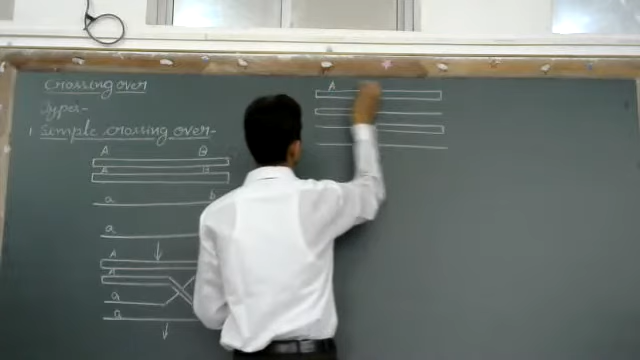 Crossing over
Types-
1. Simple crossing over-
A B
A B
a b
a
A
A
a
a
A